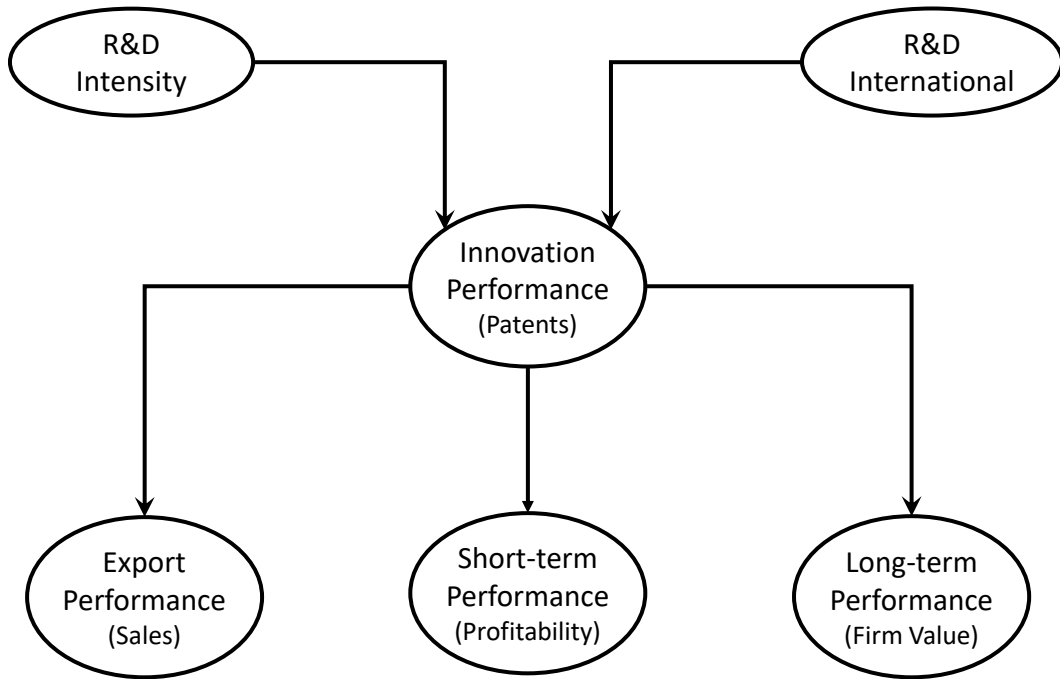 R&D
Intensity
R&D
International
Innovation
Performance
(Patents)
Export
Performance
(Sales)
Short-term
Performance
(Profitability)
Long-term
Performance
(Firm Value)